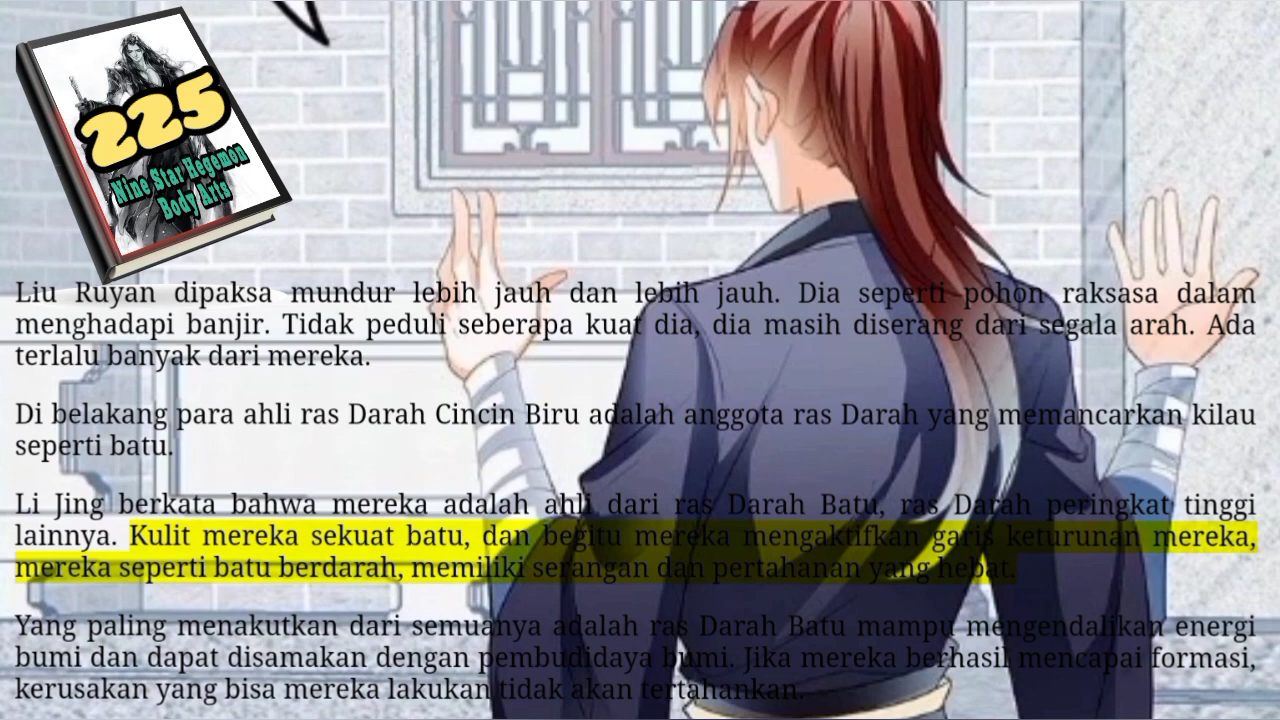 225
Nine Star Hegemon
Body Arts
Liu Ruyan dipaksa mundur lebih jauh dan lebih jauh. Dia seperti pohon raksasa dalam
menghadapi banjir. Tidak peduli seberapa kuat dia, dia masih diserang dari segala arah. Ada
terlalu banyak dari mereka.
Di belakang para ahli ras Darah Cincin Biru adalah anggota ras Darah yang memancarkan kilau
seperti batu.
Li Jing berkata bahwa mereka adalah ahli dari ras Darah Batu, ras Darah peringkat tinggi
lainnya. Kulit mereka sekuat batu, dan begitu mereka mengaktifkan garis keturunan mereka,
mereka seperti batu berdarah, memiliki serangan dan pertahanan yang hebat.
Yang paling menakutkan dari semuanya adalah ras Darah Batu mampu mengendalikan energi
bumi dan dapat disamakan dengan pembudidaya bumi. Jika mereka berhasil mencapai formasi,
kerusakan yang bisa mereka lakukan tidak akan tertahankan.